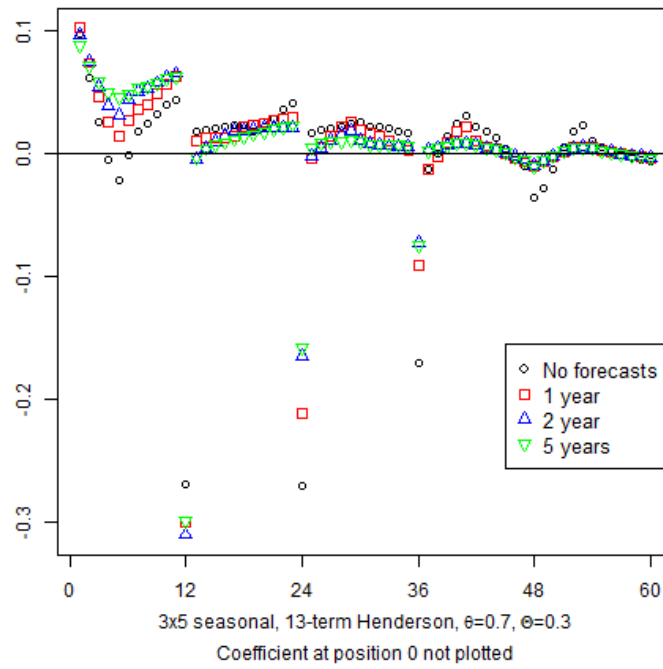 0.1
0.0
-0.1
-0.2
-0.3
No forecasts
1 year
2 year
5 years
0 12 24 36 48 60
3x5 seasonal, 13-term Henderson, θ=0.7, Θ=0.3
Coefficient at position 0 not plotted